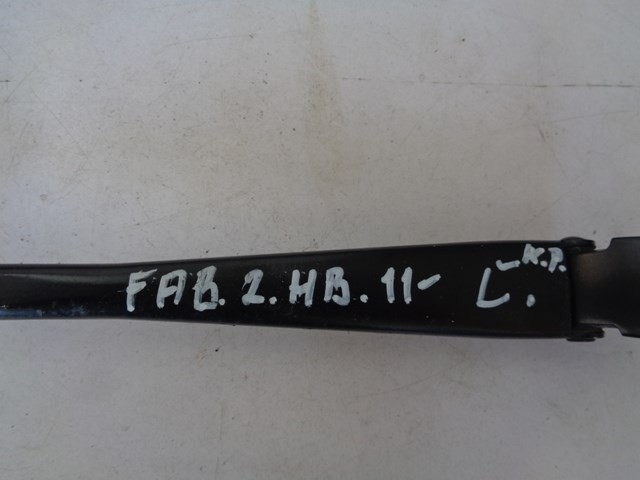 FAB. 2. HB. 11- L.